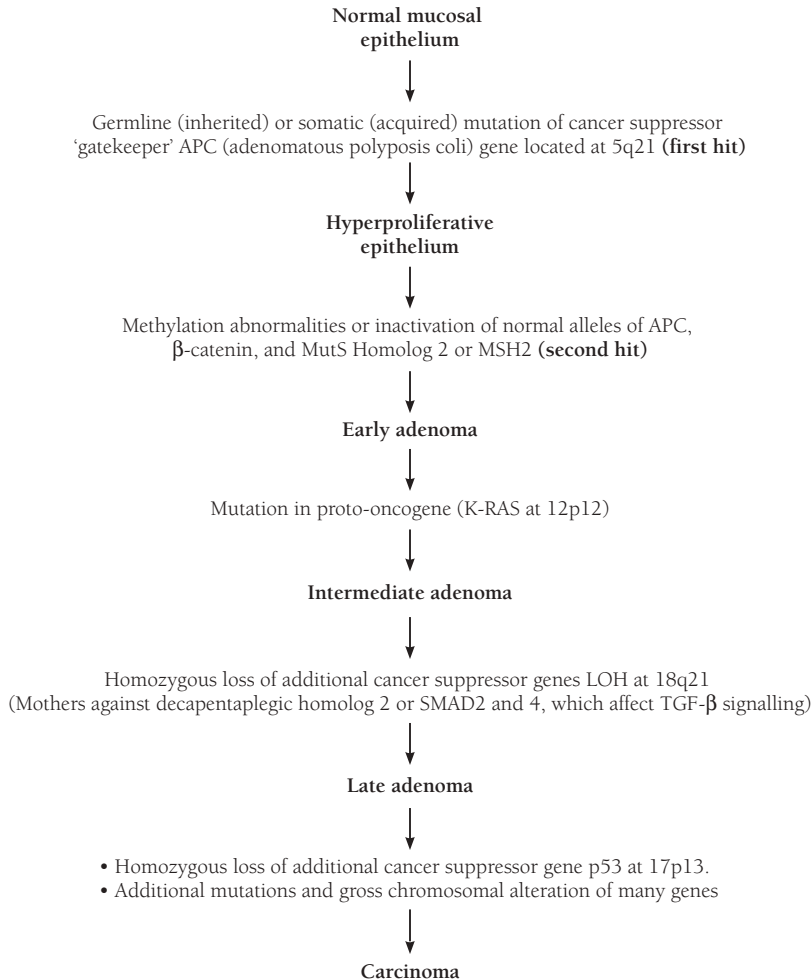 Normal mucosal
epithelium
Germline (inherited) or somatic (acquired) mutation of cancer suppressor
‘gatekeeper’ APC (adenomatous polyposis coli) gene located at 5q21 (first hit)
Hyperproliferative
epithelium
Methylation abnormalities or inactivation of normal alleles of APC,
β-catenin, and MutS Homolog 2 or MSH2 (second hit)
Early adenoma
Mutation in proto-oncogene (K-RAS at 12p12)
Intermediate adenoma
Homozygous loss of additional cancer suppressor genes LOH at 18q21
(Mothers against decapentaplegic homolog 2 or SMAD2 and 4, which affect TGF-β signalling)
Late adenoma
• Homozygous loss of additional cancer suppressor gene p53 at 17p13.
• Additional mutations and gross chromosomal alteration of many genes
Carcinoma